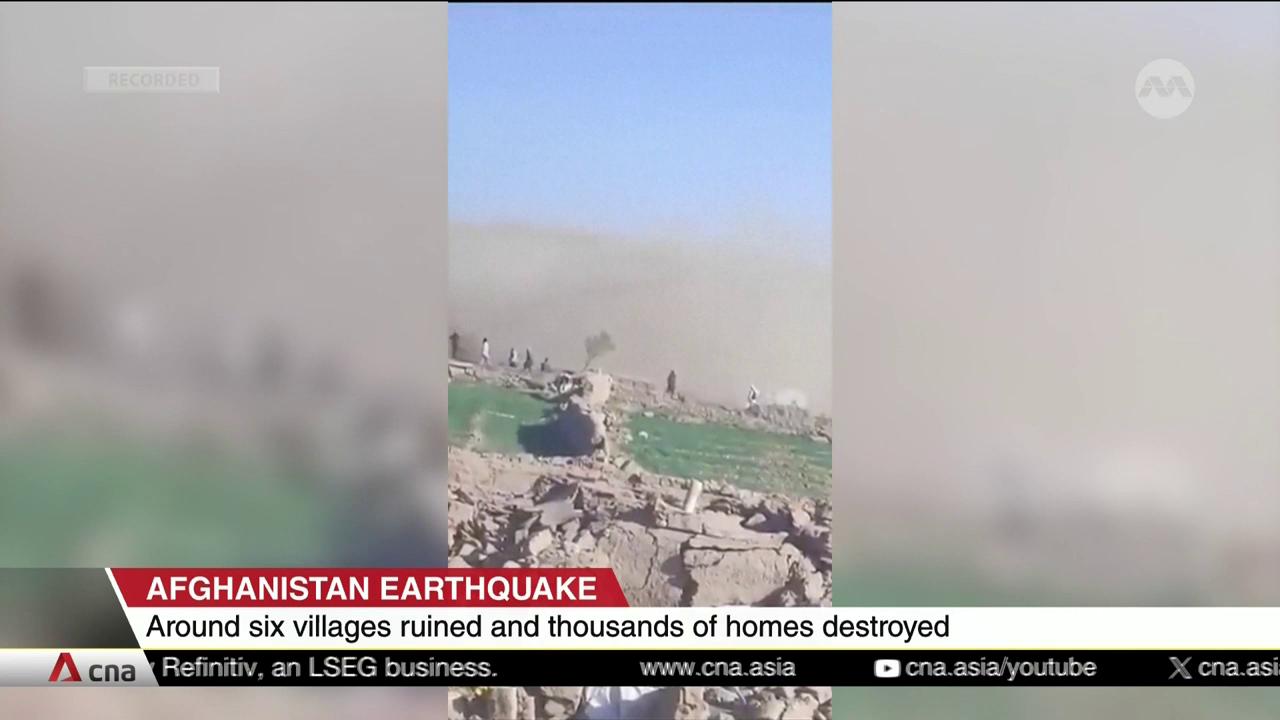 RECORDED
AFGHANISTAN EARTHQUAKE
Around six villages ruined and thousands of homes destroyed
cna
Refinitiv, an LSEG business.
www.cna.asia
cna.asia/youtube
cna.asi